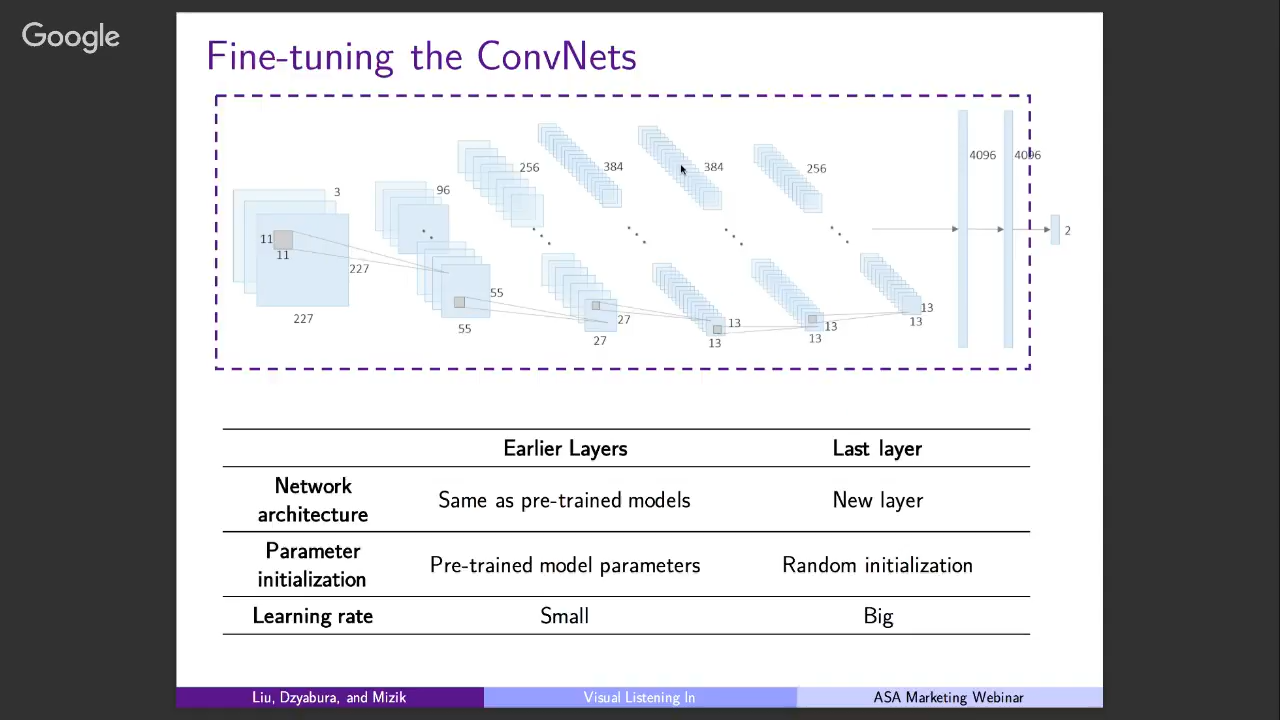 Google
Fine-tuning the ConvNets
3
96
256
384
384
256
4096
4096
11
11
227
227
55
55
27
27
13
13
13
13
13
13
2
Earlier Layers Last layer
Network
architecture
Same as pre-trained models New layer
Parameter
initialization
Pre-trained model parameters Random initialization
Learning rate Small Big
Liu, Dzyabura, and Mizik Visual Listening In ASA Marketing Webinar